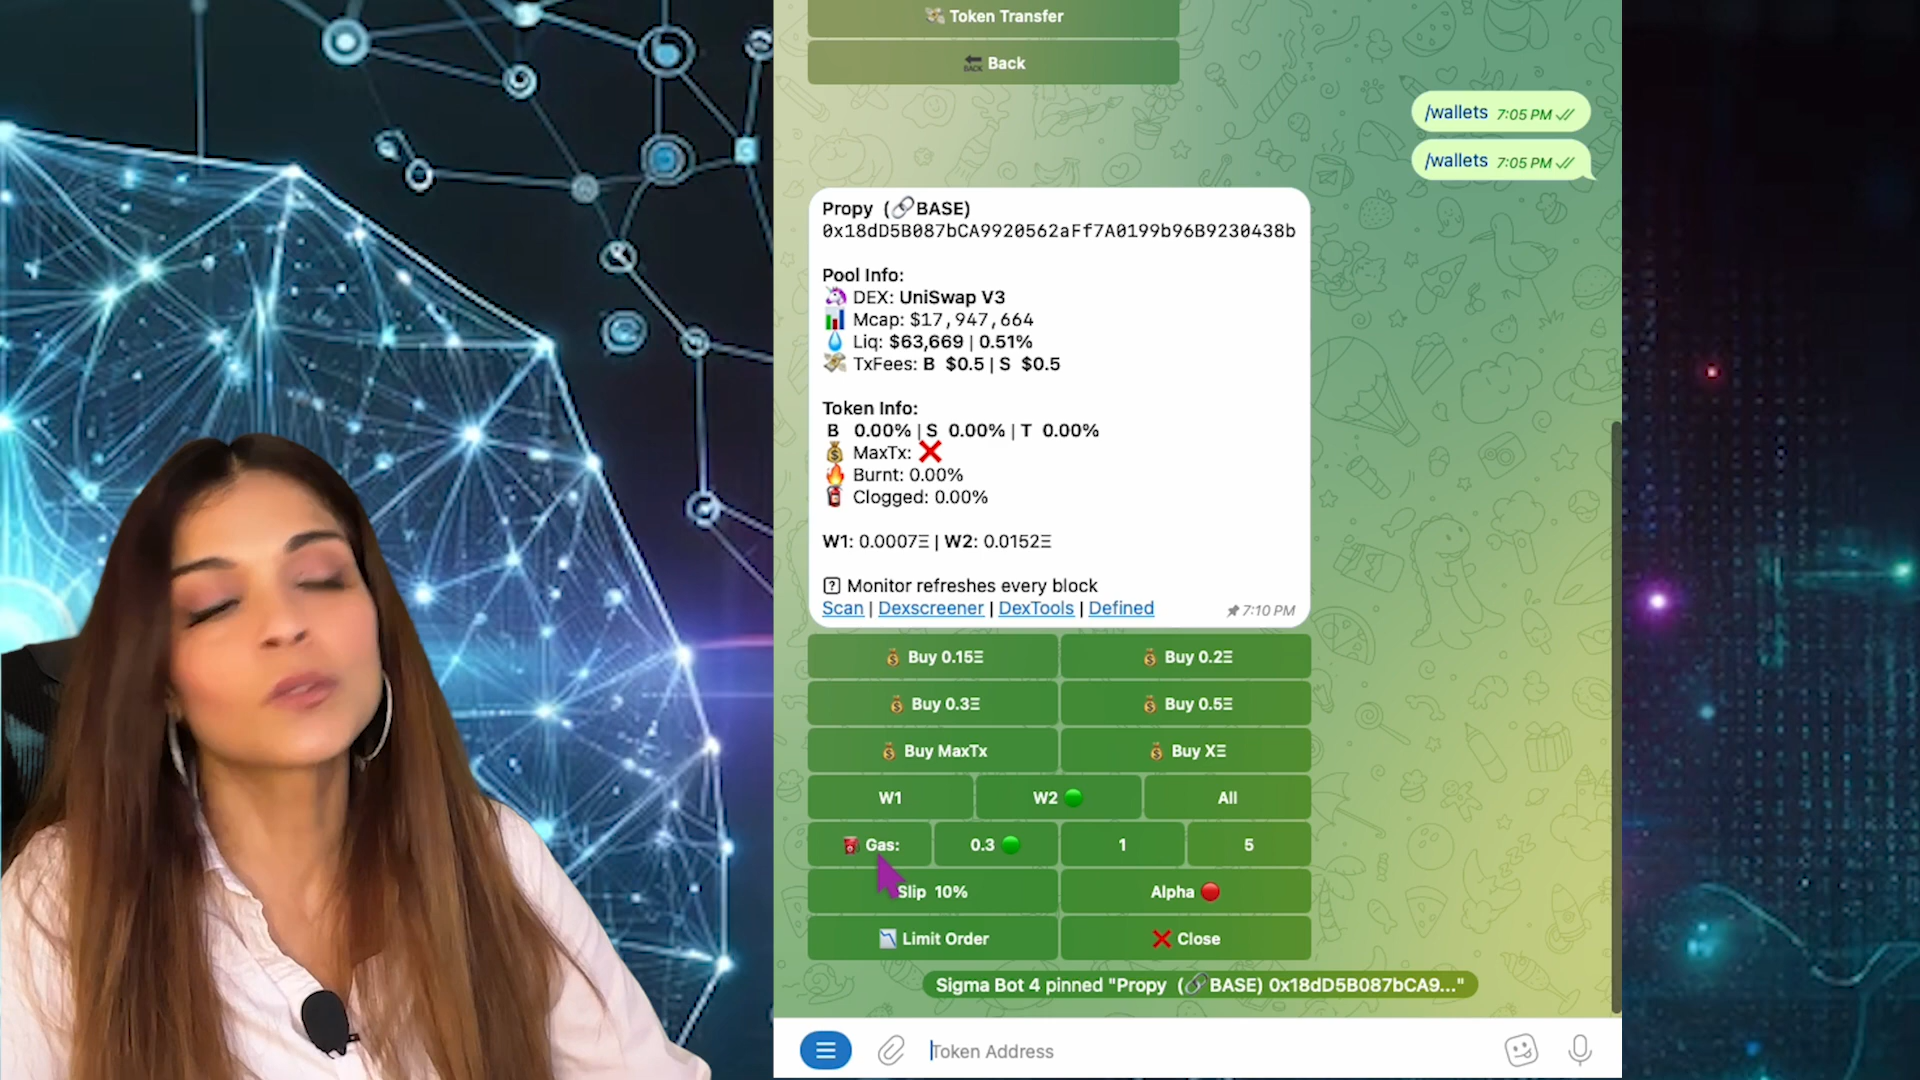 Token Transfer
BACK Back
/wallets 7:05 PM
/wallets 7:05 PM
Propy (BASE)
0x18dD5B087bCA9920562aFf7A0199b96B9230438b
Pool Info:
DEX: UniSwap V3
Mcap: $17,947,664
Liq: $63,669 | 0.51%
TxFees: B $0.5 | S $0.5
Token Info:
B 0.00% | S 0.00% | T 0.00%
MaxTx: ❌
Burnt: 0.00%
Clogged: 0.00%
W1: 0.0007Ξ | W2: 0.0152Ξ
? Monitor refreshes every block
Scan | Dexscreener | DexTools | Defined 7:10 PM
Buy 0.15Ξ Buy 0.2Ξ
Buy 0.3Ξ Buy 0.5Ξ
Buy MaxTx Buy XΞ
W1 W2 All
Gas: 0.3 1 5
Slip 10% Alpha
Limit Order ❌ Close
Sigma Bot 4 pinned "Propy (BASE) 0x18dD5B087bCA9..."
Token Address